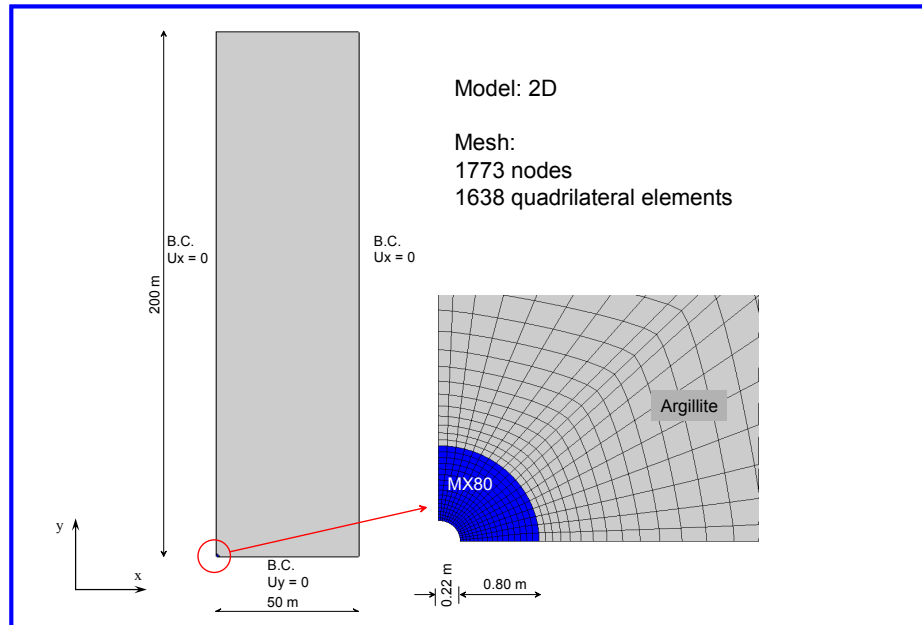 Model: 2D
Mesh:
1773 nodes
1638 quadrilateral elements
B.C.
Ux = 0
B.C.
Ux = 0
200 m
Argillite
MX80
y
x
B.C.
Uy = 0
50 m
0.22 m
0.80 m